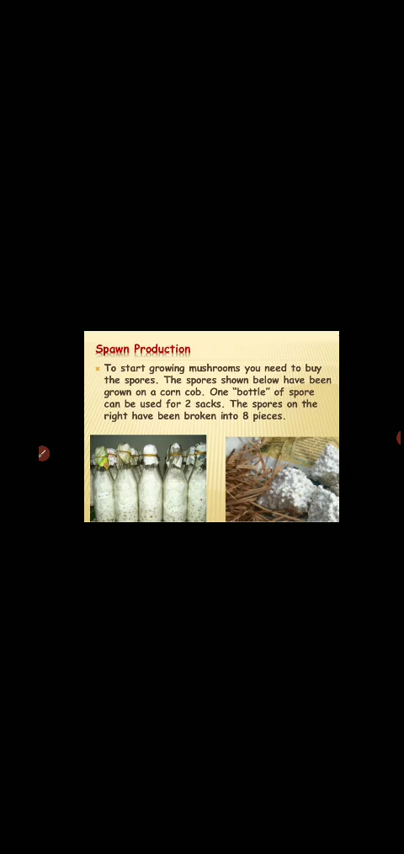 Spawn Production
To start growing mushrooms you need to buy
the spores. The spores shown below have been
grown on a corn cob. One “bottle” of spore
can be used for 2 sacks. The spores on the
right have been broken into 8 pieces.